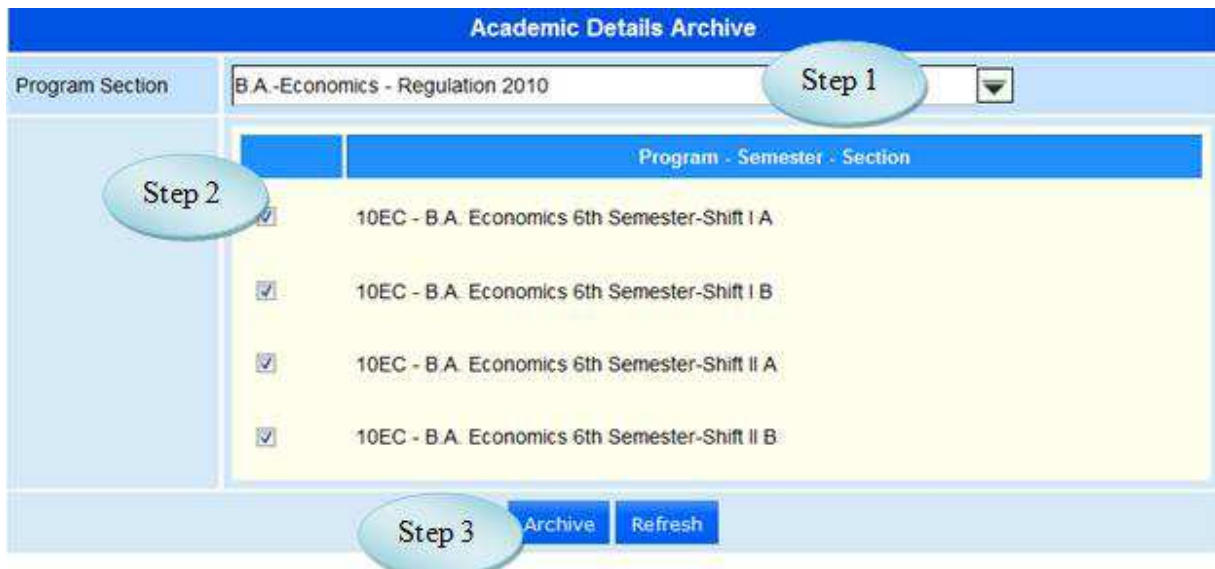 Academic Details Archive
Program Section
B.A.-Economics - Regulation 2010
Step 1
Program - Semester - Section
Step 2
10EC - B.A. Economics 6th Semester-Shift I A
10EC - B.A. Economics 6th Semester-Shift I B
10EC - B.A. Economics 6th Semester-Shift II A
10EC - B.A. Economics 6th Semester-Shift II B
Step 3
Archive
Refresh